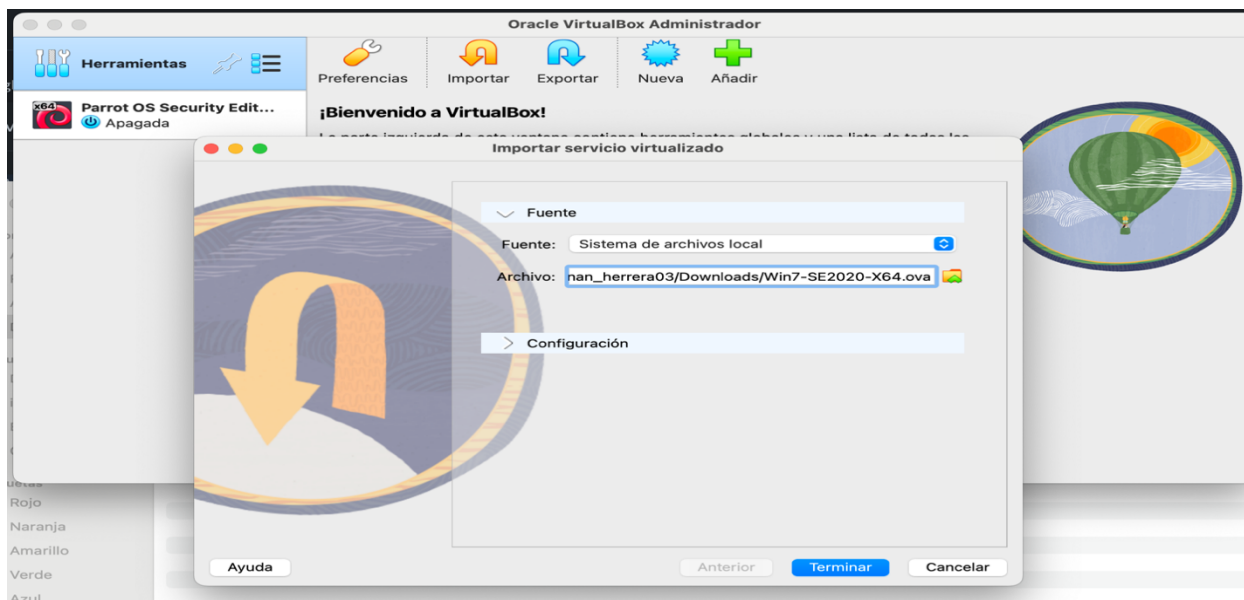 Oracle VirtualBox Administrador
Herramientas
Preferencias Importar Exportar Nueva Añadir
x64
Parrot OS Security Edit...
Apagada
¡Bienvenido a VirtualBox!
Importar servicio virtualizado
Fuente
Fuente: Sistema de archivos local
Archivo: nan_herrera03/Downloads/Win7-SE2020-X64.ova
Configuración
Rojo
Naranja
Amarillo
Verde
Azul
Ayuda Anterior Terminar Cancelar